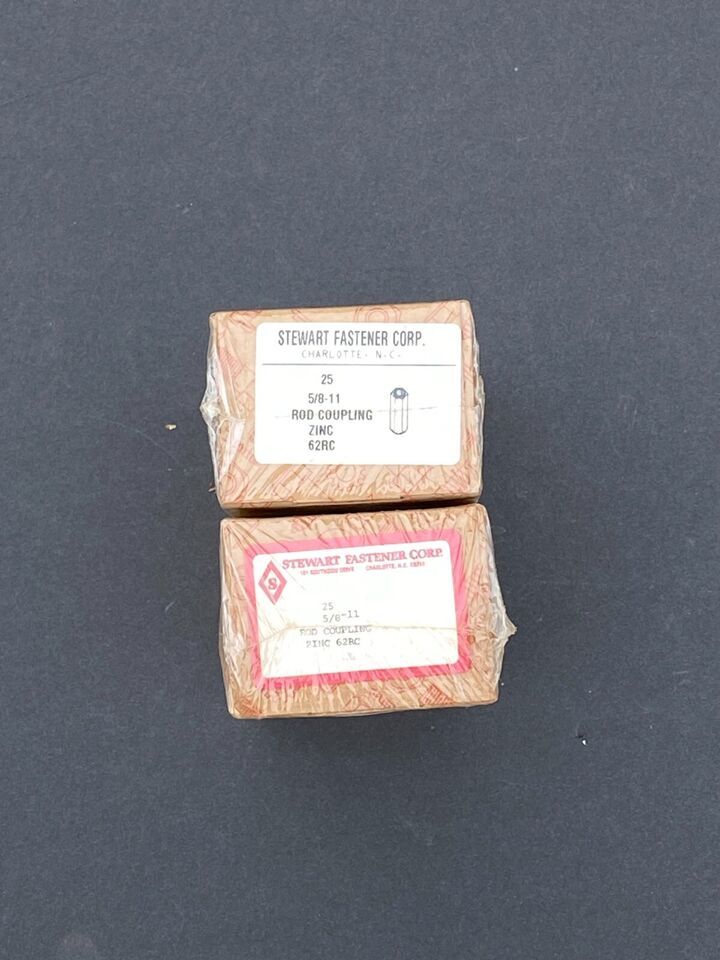 STEWART FASTENER CORP.
CHARLOTTE, N.C.
25
5/8-11
ROD COUPLING
ZINC
62RC
S
STEWART FASTENER CORP.
CHARLOTTE, N.C.
25
5/8-11
ROD COUPLING
ZINC 62RC